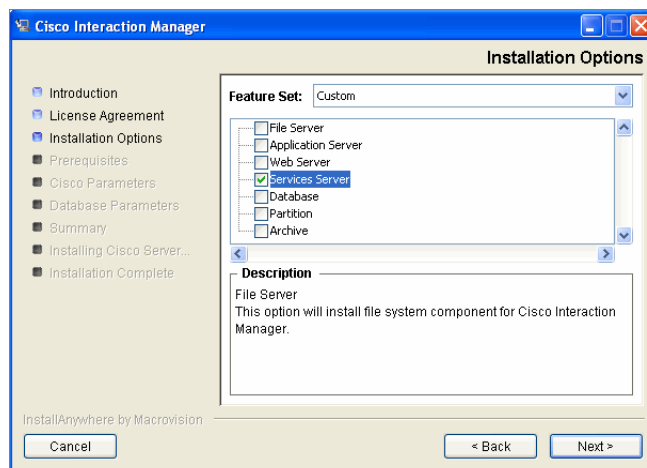 Cisco Interaction Manager
Installation Options
Introduction
License Agreement
Installation Options
Prerequisites
Cisco Parameters
Database Parameters
Summary
Installing Cisco Server...
Installation Complete
Feature Set: Custom
File Server
Application Server
Web Server
Services Server
Database
Partition
Archive
Description
File Server
This option will install file system component for Cisco Interaction
Manager.
InstallAnywhere by Macrovision
Cancel
< Back
Next >